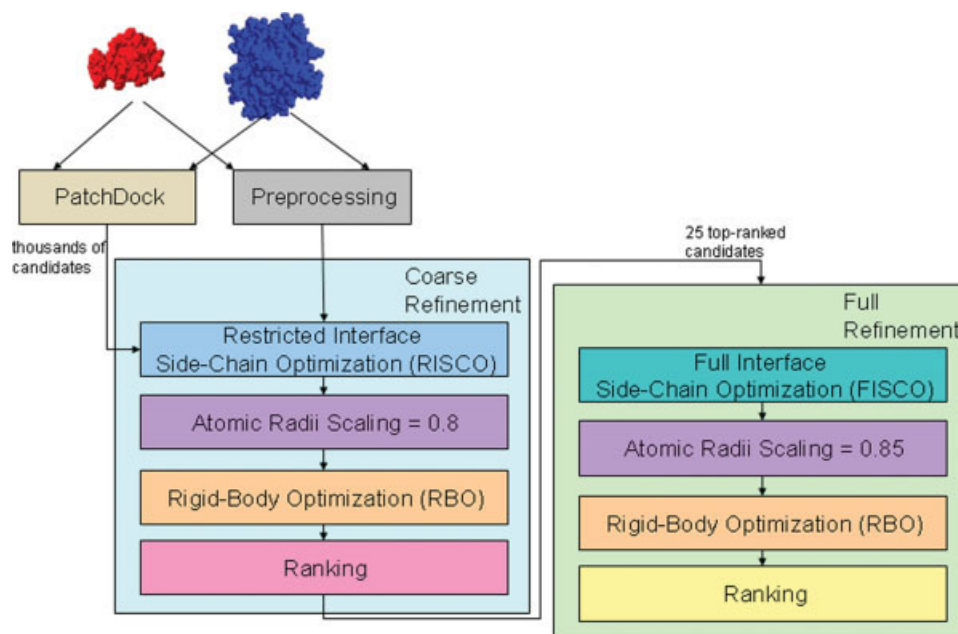 PatchDock
Preprocessing
thousands of
candidates
Coarse
Refinement
Restricted Interface
Side-Chain Optimization (RISCO)
Atomic Radii Scaling = 0.8
Rigid-Body Optimization (RBO)
Ranking
25 top-ranked
candidates
Full
Refinement
Full Interface
Side-Chain Optimization (FISCO)
Atomic Radii Scaling = 0.85
Rigid-Body Optimization (RBO)
Ranking